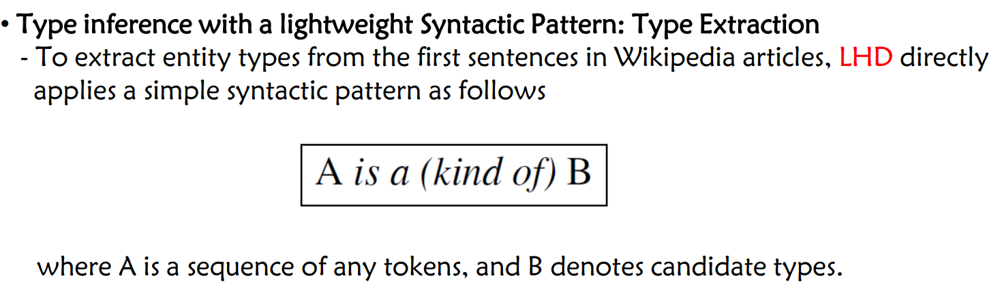 • Type inference with a lightweight Syntactic Pattern: Type Extraction
- To extract entity types from the first sentences in Wikipedia articles, LHD directly
applies a simple syntactic pattern as follows
A is a (kind of) B
where A is a sequence of any tokens, and B denotes candidate types.